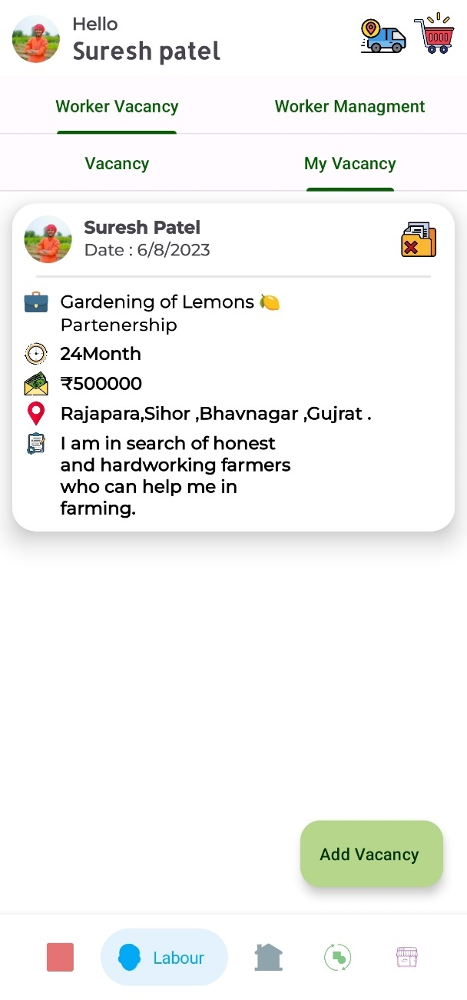 Hello
Suresh patel
Worker Vacancy
Worker Managment
Vacancy
My Vacancy
Suresh Patel
Date : 6/8/2023
Gardening of Lemons 🍋
Partenership
24Month
₹500000
Rajapara,Sihor ,Bhavnagar ,Gujrat .
I am in search of honest
and hardworking farmers
who can help me in
farming.
Add Vacancy
Labour